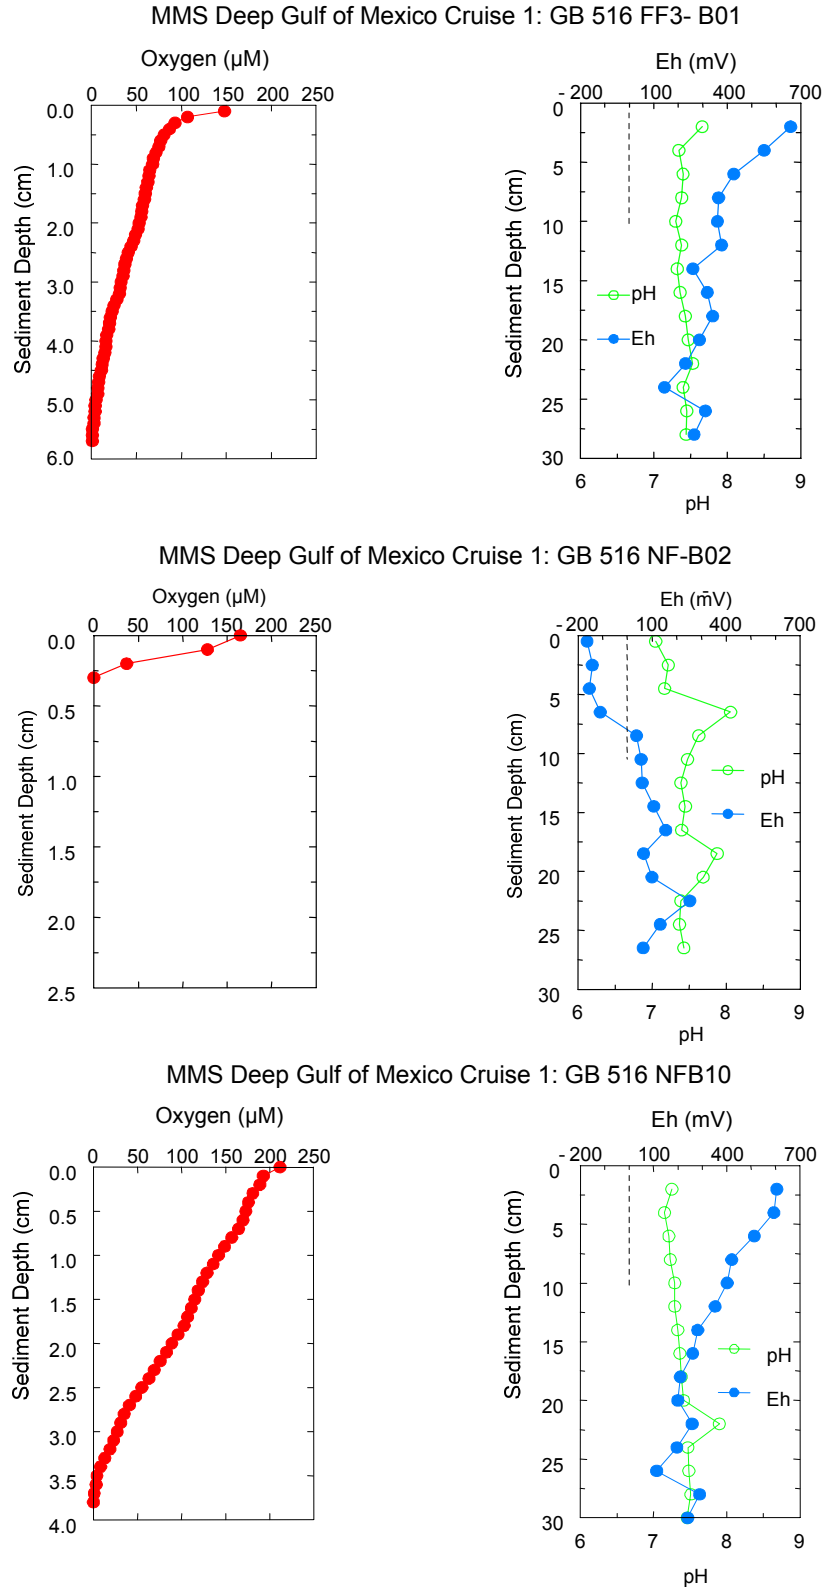 MMS Deep Gulf of Mexico Cruise 1: GB 516 FF3- B01
Oxygen (µM)
0 50 100 150 200 250
0.0
1.0
2.0
3.0
4.0
5.0
6.0
Sediment Depth (cm)
Eh (mV)
- 200 100 400 700
0
5
10
15
20
25
30
Sediment Depth (cm)
pH
Eh
6 7 8 9
pH
MMS Deep Gulf of Mexico Cruise 1: GB 516 NF-B02
Oxygen (µM)
0 50 100 150 200 250
0.0
0.5
1.0
1.5
2.0
2.5
Sediment Depth (cm)
Eh (m̄V)
- 200 100 400 700
0
5
10
15
20
25
30
Sediment Depth (cm)
pH
Eh
6 7 8 9
pH
MMS Deep Gulf of Mexico Cruise 1: GB 516 NFB10
Oxygen (µM)
0 50 100 150 200 250
0.0
0.5
1.0
1.5
2.0
2.5
3.0
3.5
4.0
Sediment Depth (cm)
Eh (mV)
- 200 100 400 700
0
5
10
15
20
25
30
Sediment Depth (cm)
pH
Eh
6 7 8 9
pH